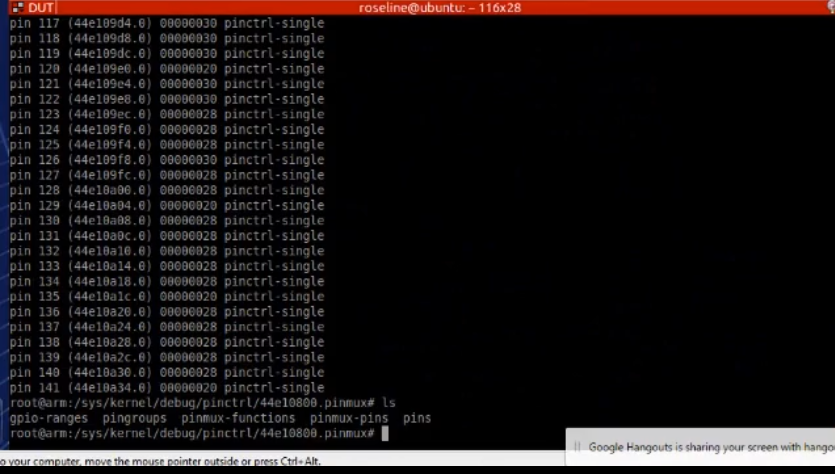 DUT
roseline@ubuntu: ~ 116x28
pin 117 (44e109d4.0) 00000030 pinctrl-single
pin 118 (44e109d8.0) 00000030 pinctrl-single
pin 119 (44e109dc.0) 00000030 pinctrl-single
pin 120 (44e109e0.0) 00000020 pinctrl-single
pin 121 (44e109e4.0) 00000030 pinctrl-single
pin 122 (44e109e8.0) 00000030 pinctrl-single
pin 123 (44e109ec.0) 00000028 pinctrl-single
pin 124 (44e109f0.0) 00000028 pinctrl-single
pin 125 (44e109f4.0) 00000028 pinctrl-single
pin 126 (44e109f8.0) 00000030 pinctrl-single
pin 127 (44e109fc.0) 00000028 pinctrl-single
pin 128 (44e10a00.0) 00000028 pinctrl-single
pin 129 (44e10a04.0) 00000020 pinctrl-single
pin 130 (44e10a08.0) 00000028 pinctrl-single
pin 131 (44e10a0c.0) 00000028 pinctrl-single
pin 132 (44e10a10.0) 00000028 pinctrl-single
pin 133 (44e10a14.0) 00000028 pinctrl-single
pin 134 (44e10a18.0) 00000028 pinctrl-single
pin 135 (44e10a1c.0) 00000020 pinctrl-single
pin 136 (44e10a20.0) 00000028 pinctrl-single
pin 137 (44e10a24.0) 00000028 pinctrl-single
pin 138 (44e10a28.0) 00000028 pinctrl-single
pin 139 (44e10a2c.0) 00000028 pinctrl-single
pin 140 (44e10a30.0) 00000028 pinctrl-single
pin 141 (44e10a34.0) 00000020 pinctrl-single
root@arm:/sys/kernel/debug/pinctrl/44e10800.pinmux# ls
gpio-ranges pingroups pinmux-functions pinmux-pins pins
root@arm:/sys/kernel/debug/pinctrl/44e10800.pinmux#
Google Hangouts is sharing your screen with hangou
o your computer, move the mouse pointer outside or press Ctrl+Alt.